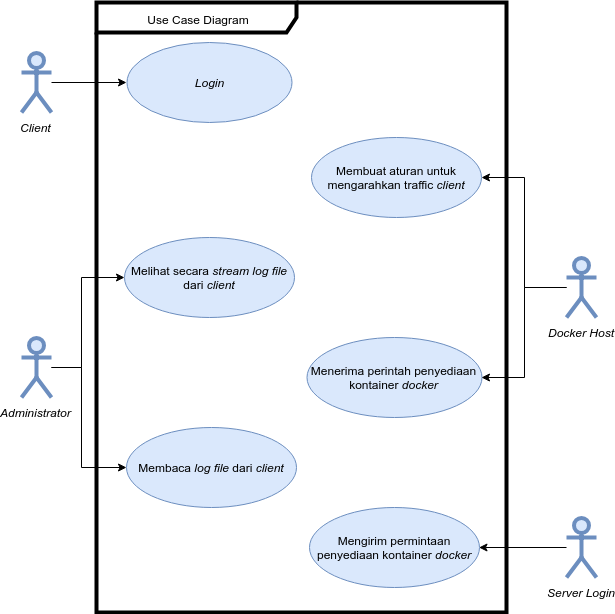 Use Case Diagram
Login
Client
Membuat aturan untuk
mengarahkan traffic client
Melihat secara stream log file
dari client
Docker Host
Menerima perintah penyediaan
kontainer docker
Administrator
Membaca log file dari client
Mengirim permintaan
penyediaan kontainer docker
Server Login